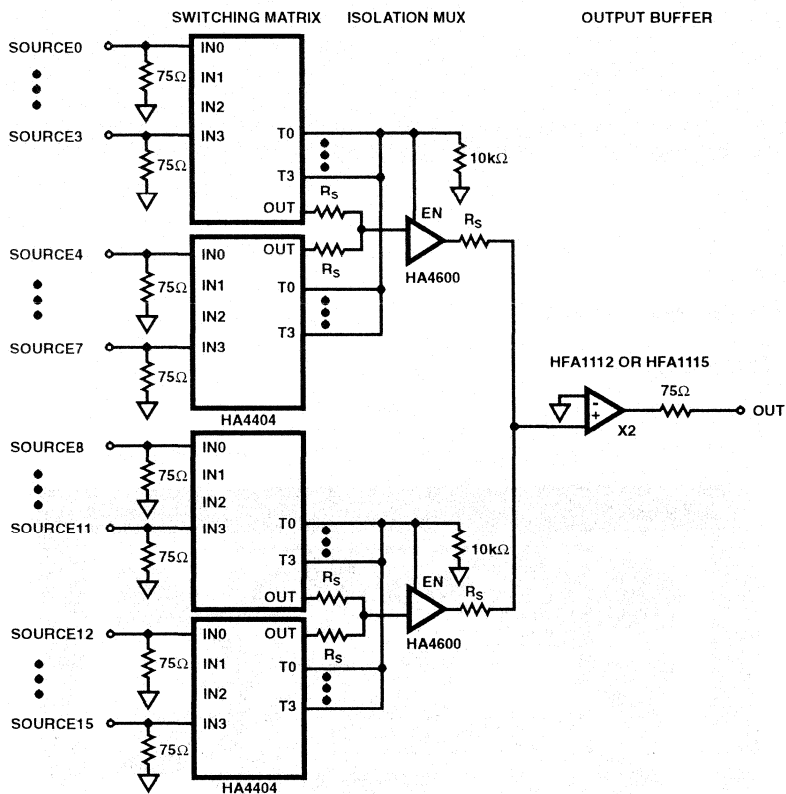 SWITCHING MATRIX
ISOLATION MUX
OUTPUT BUFFER
SOURCE0
75Ω
IN0
IN1
IN2
SOURCE3
75Ω
IN3
T0
T3
10kΩ
OUT
RS
EN
RS
SOURCE4
75Ω
IN0
IN1
IN2
OUT
RS
T0
HA4600
SOURCE7
75Ω
IN3
T3
HA4404
HFA1112 OR HFA1115
75Ω
- +
X2
OUT
SOURCE8
75Ω
IN0
IN1
IN2
SOURCE11
75Ω
IN3
T0
T3
10kΩ
OUT
RS
EN
RS
SOURCE12
75Ω
IN0
IN1
IN2
OUT
RS
T0
HA4600
SOURCE15
75Ω
IN3
T3
HA4404